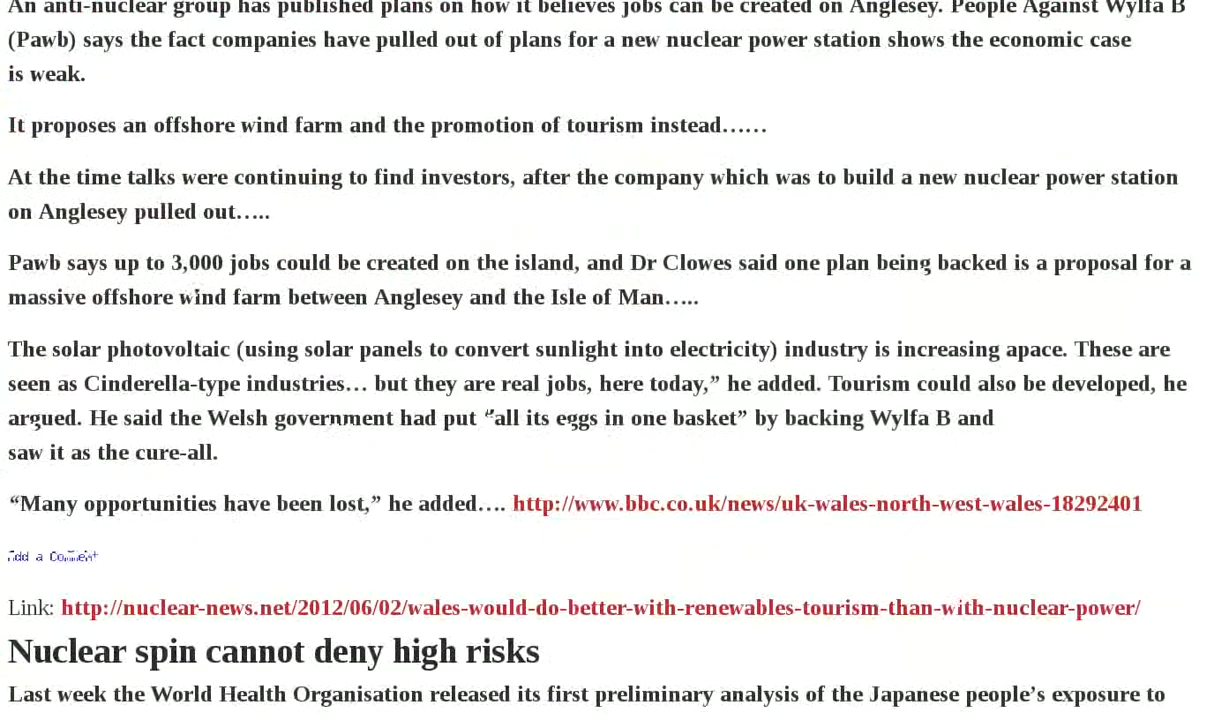 An anti-nuclear group has published plans on how it believes jobs can be created on Anglesey. People Against Wylfa B
(Pawb) says the fact companies have pulled out of plans for a new nuclear power station shows the economic case
is weak.
It proposes an offshore wind farm and the promotion of tourism instead……
At the time talks were continuing to find investors, after the company which was to build a new nuclear power station
on Anglesey pulled out…..
Pawb says up to 3,000 jobs could be created on the island, and Dr Clowes said one plan being backed is a proposal for a
massive offshore wind farm between Anglesey and the Isle of Man…..
The solar photovoltaic (using solar panels to convert sunlight into electricity) industry is increasing apace. These are
seen as Cinderella-type industries… but they are real jobs, here today,” he added. Tourism could also be developed, he
argued. He said the Welsh government had put “all its eggs in one basket” by backing Wylfa B and
saw it as the cure-all.
“Many opportunities have been lost,” he added…. http://www.bbc.co.uk/news/uk-wales-north-west-wales-18292401
Add a Comment
Link: http://nuclear-news.net/2012/06/02/wales-would-do-better-with-renewables-tourism-than-with-nuclear-power/
Nuclear spin cannot deny high risks
Last week the World Health Organisation released its first preliminary analysis of the Japanese people’s exposure to